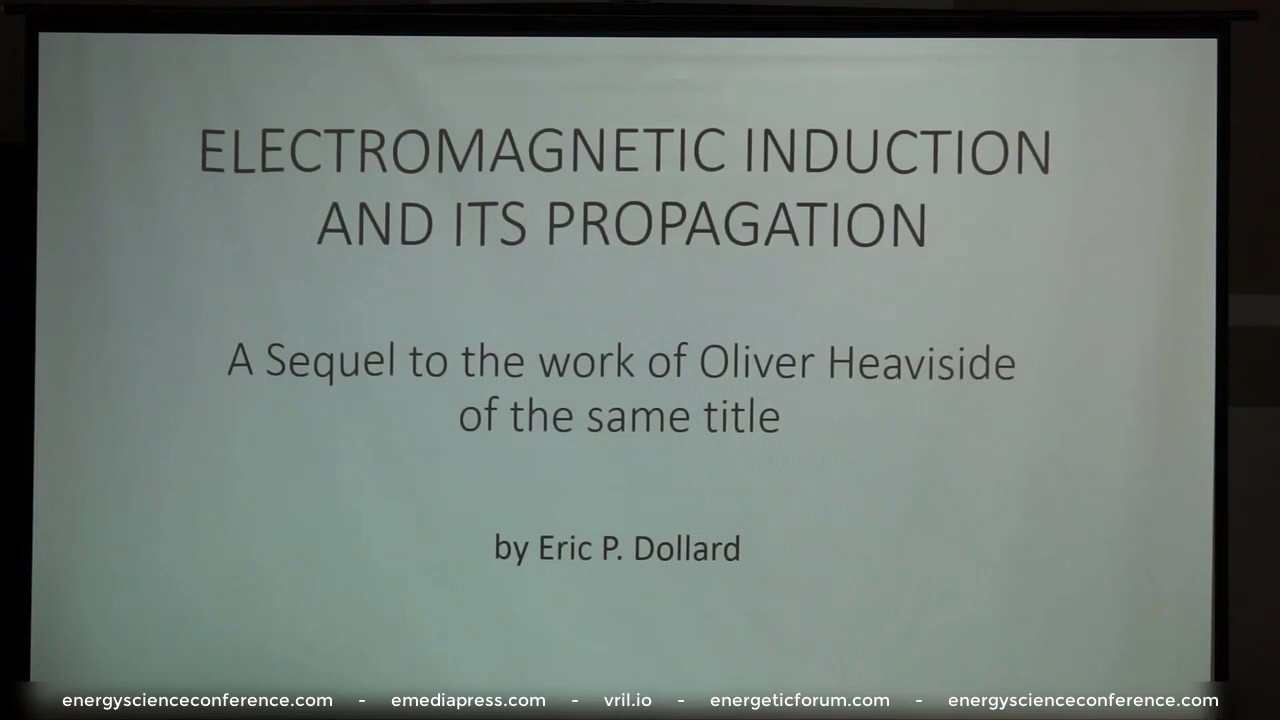 ELECTROMAGNETIC INDUCTION
AND ITS PROPAGATION
A Sequel to the work of Oliver Heaviside
of the same title
by Eric P. Dollard
energyscienceconference.com - emediapress.com - vril.io - energeticforum.com - energyscienceconference.com